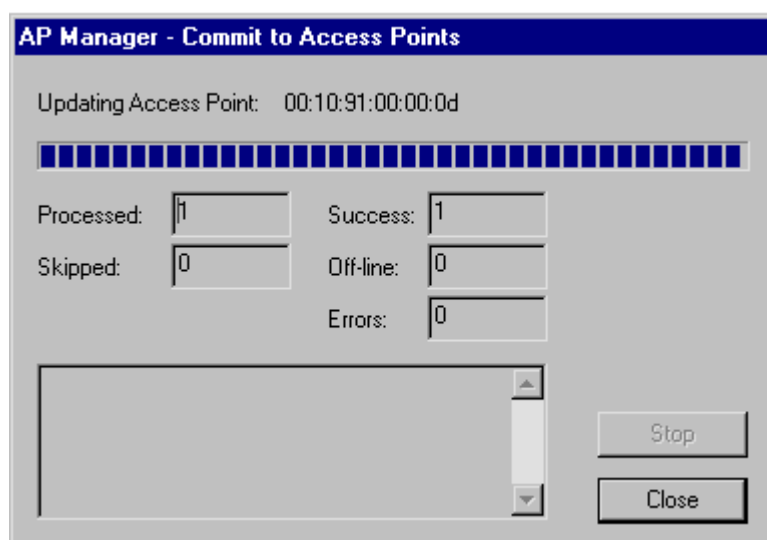 AP Manager - Commit to Access Points
Updating Access Point: 00:10:91:00:00:0d
Processed: 1 Success: 1
Skipped: 0 Off-line: 0
Errors: 0
Stop
Close